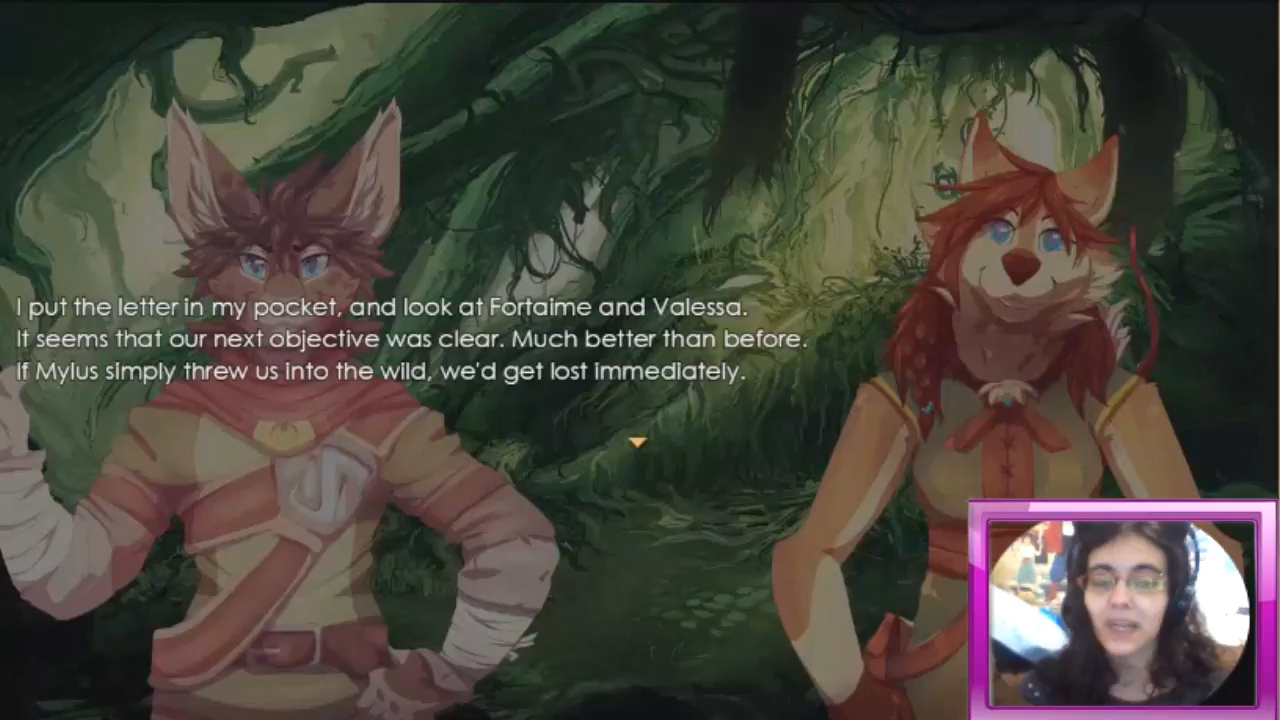 I put the letter in my pocket, and look at Fortaime and Valessa.
It seems that our next objective was clear. Much better than before.
If Mylus simply threw us into the wild, we'd get lost immediately.